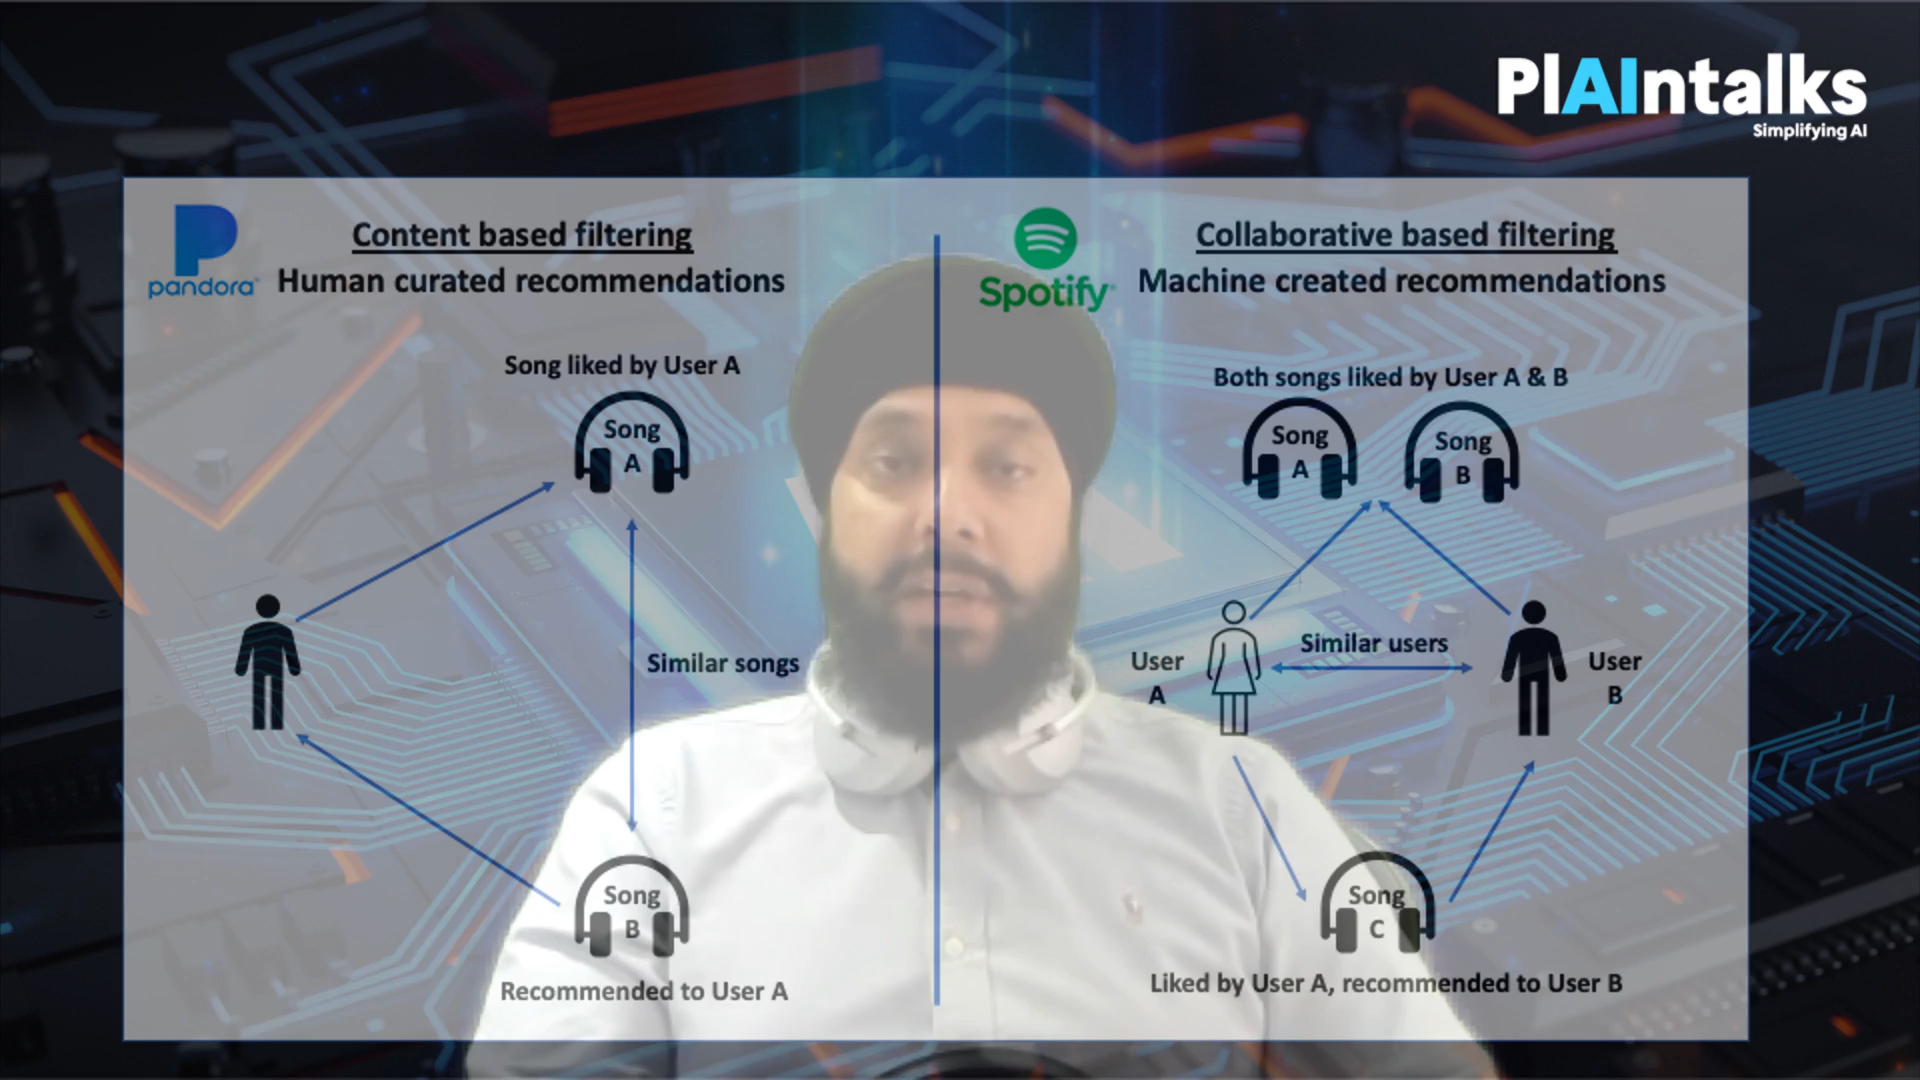 PlAIntalks
Simplifying AI
pandora
Content based filtering
Human curated recommendations
Song liked by User A
Song
A
Similar songs
Song
B
Recommended to User A
Spotify
Collaborative based filtering
Machine created recommendations
Both songs liked by User A & B
Song
A
Song
B
User
A
Similar users
User
B
Song
C
Liked by User A, recommended to User B